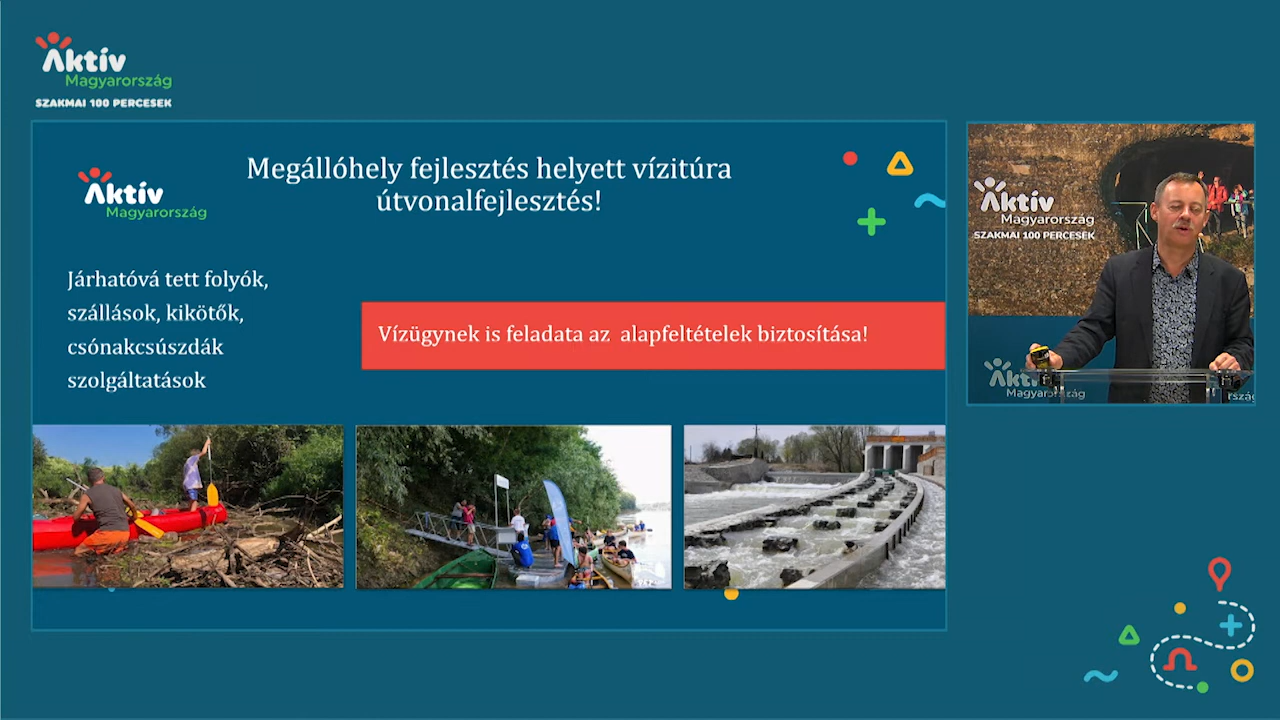 Aktív
Magyarország
SZAKMAI 100 PERCESEK
Aktív
Magyarország
Megállóhely fejlesztés helyett vízitúra
útvonalfejlesztés!
Járhatóvá tett folyók,
szállások, kikötők,
csónakcsúszdák
szolgáltatások
Vízügynek is feladata az alapfeltételek biztosítása!
Aktív
Magyarország
SZAKMAI 100 PERCESEK
Magyarország